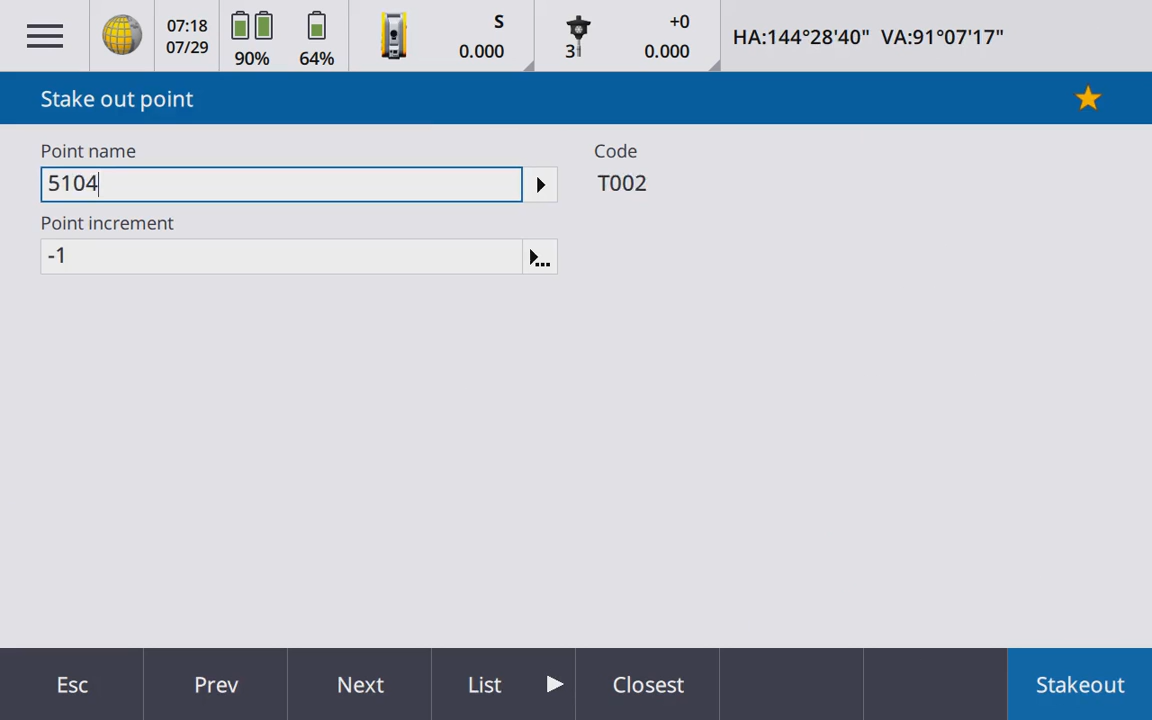 07:18
07/29
90%
64%
S
0.000
3
+0
0.000
HA:144°28'40" VA:91°07'17"
Stake out point
Point name
5104
Code
T002
Point increment
-1
Esc
Prev
Next
List
Closest
Stakeout